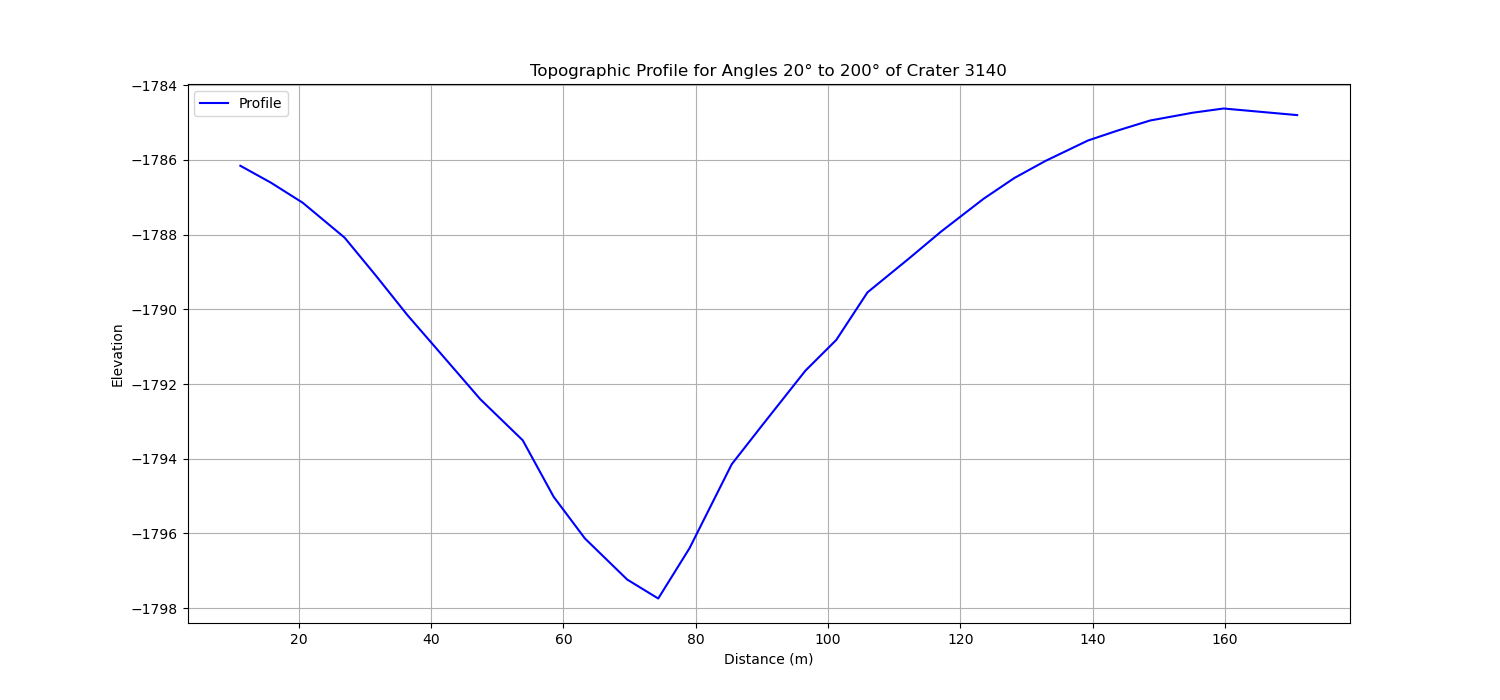 Topographic Profile for Angles 20° to 200° of Crater 3140
Profile
−1784
−1786
−1788
−1790
−1792
−1794
−1796
−1798
Elevation
20 40 60 80 100 120 140 160
Distance (m)